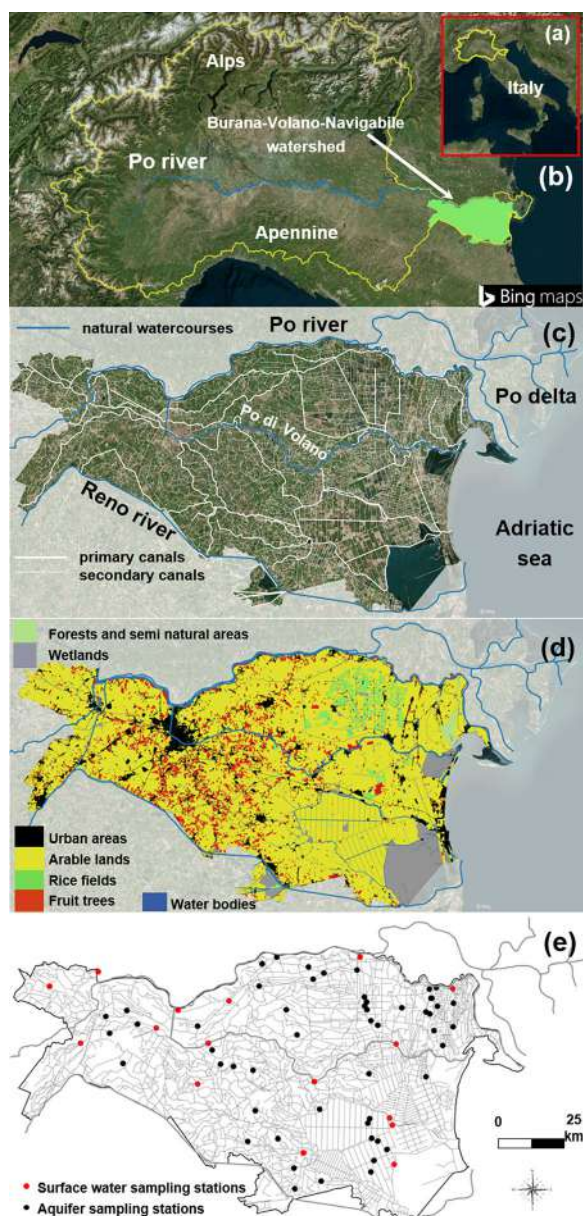 (a)
Alps
Italy
Burana-Volano-Navigabile
watershed
Po river
(b)
Apennine
Bing maps
natural watercourses
Po river
(c)
Po delta
Po di Volano
Reno river
Adriatic
sea
primary canals
secondary canals
Forests and semi natural areas
(d)
Wetlands
Urban areas
Arable lands
Rice fields
Fruit trees
Water bodies
(e)
0 25
km
Surface water sampling stations
Aquifer sampling stations